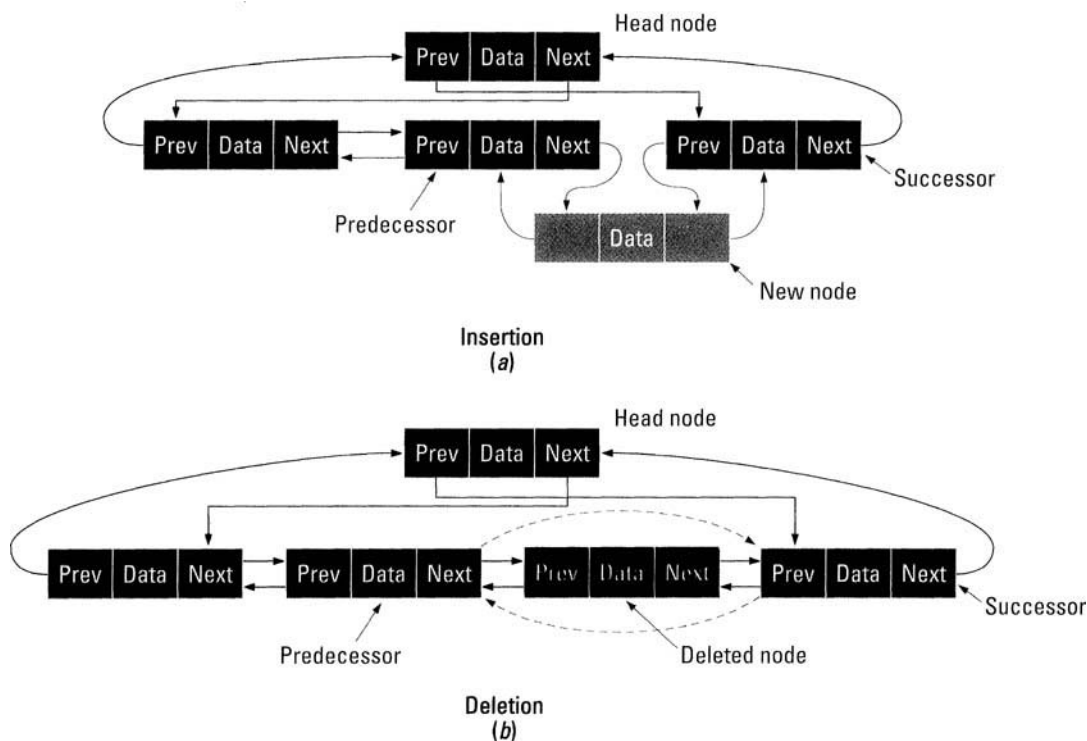 Head node
Prev Data Next
Prev Data Next
Prev Data Next
Prev Data Next
Successor
Predecessor
Data
New node
Insertion
(a)
Head node
Prev Data Next
Prev Data Next
Prev Data Next
Prev Data Next
Prev Data Next
Successor
Predecessor
Deleted node
Deletion
(b)